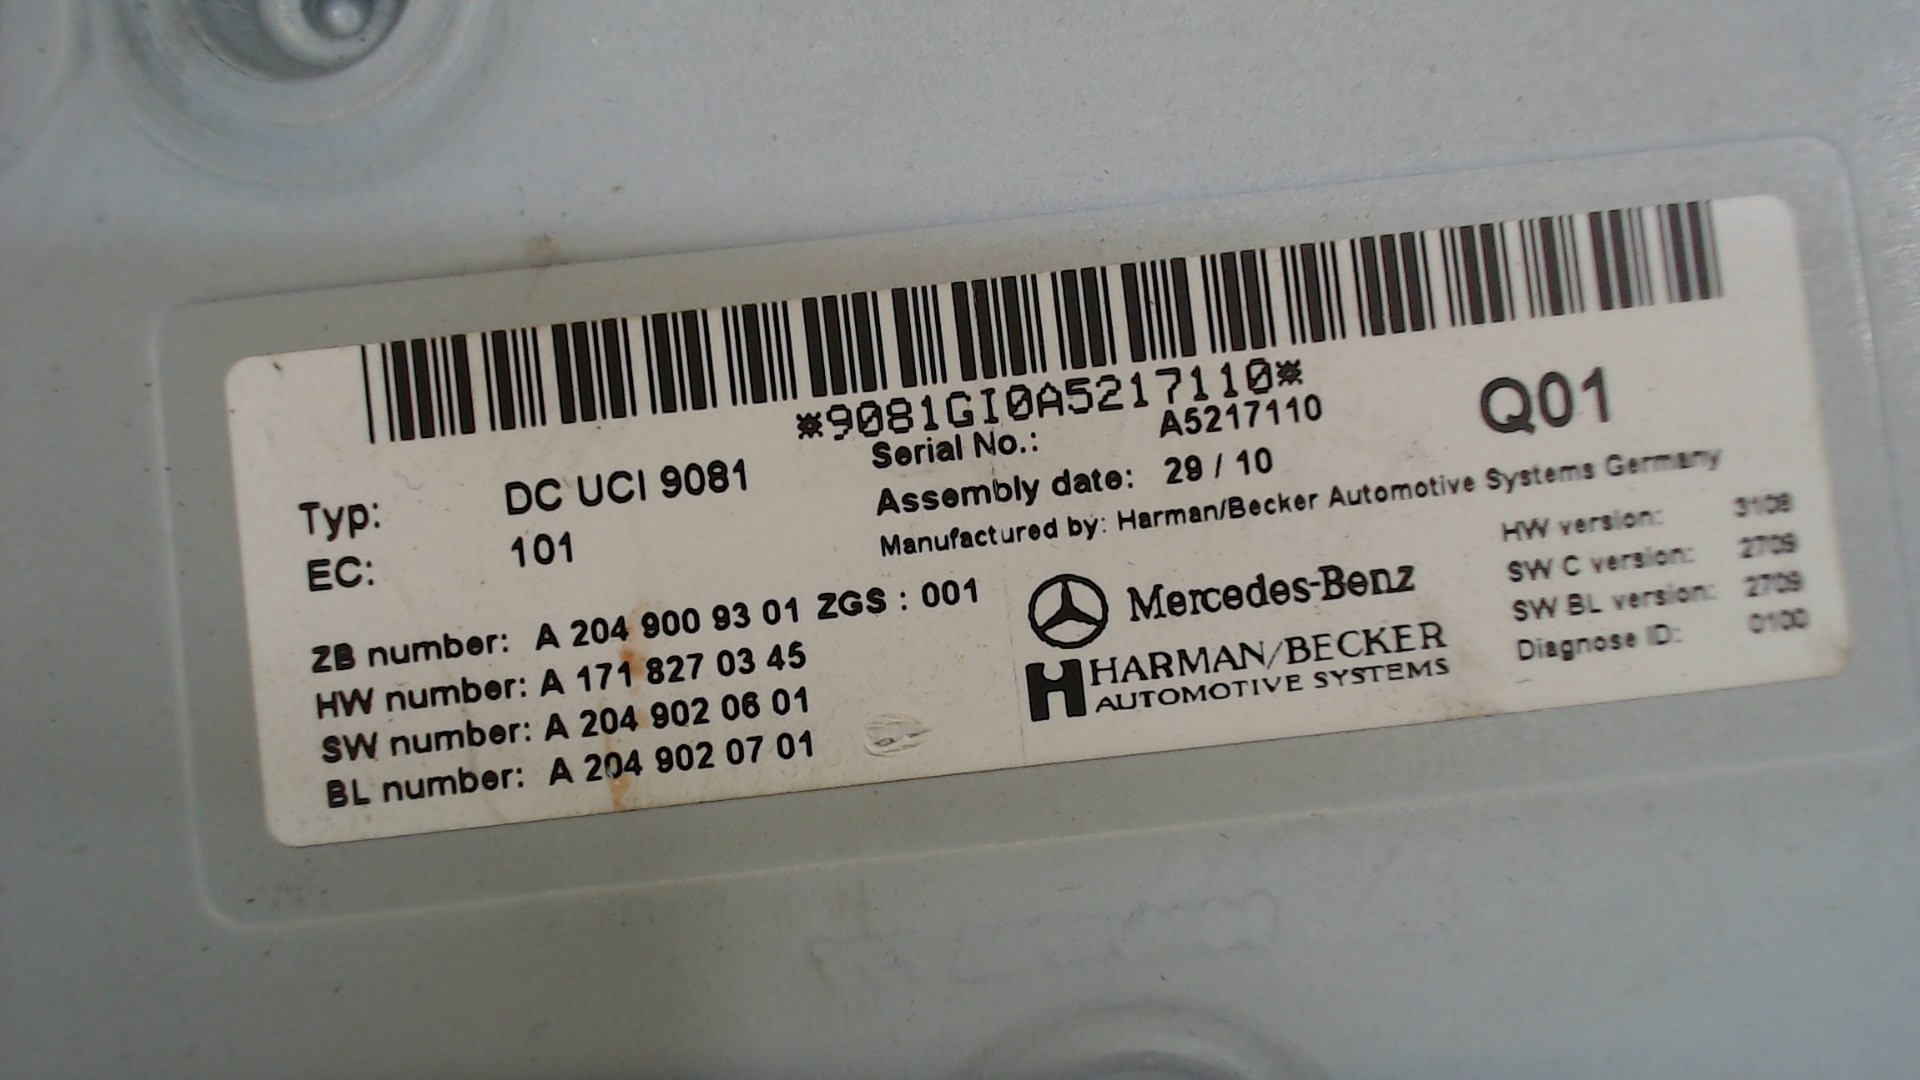 *9081GI0A5217110*
Typ: DC UCI 9081
EC: 101
Serial No.: A5217110
Assembly date: 29 / 10
Q01
Manufactured by: Harman/Becker Automotive Systems Germany
ZB number: A 204 900 93 01 ZGS : 001
HW number: A 171 827 03 45
SW number: A 204 902 06 01
BL number: A 204 902 07 01
Mercedes-Benz
HARMAN/BECKER
AUTOMOTIVE SYSTEMS
HW version: 3108
SW C version: 2709
SW BL version: 2709
Diagnose ID: 0100